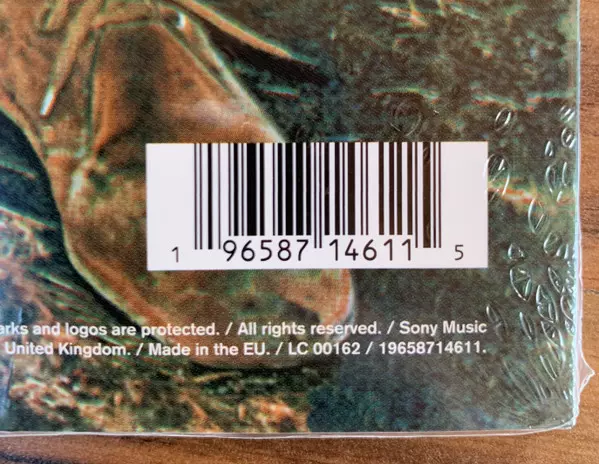 1 96587 14611 5
arks and logos are protected. / All rights reserved. / Sony Music
United Kingdom. / Made in the EU. / LC 00162 / 19658714611.